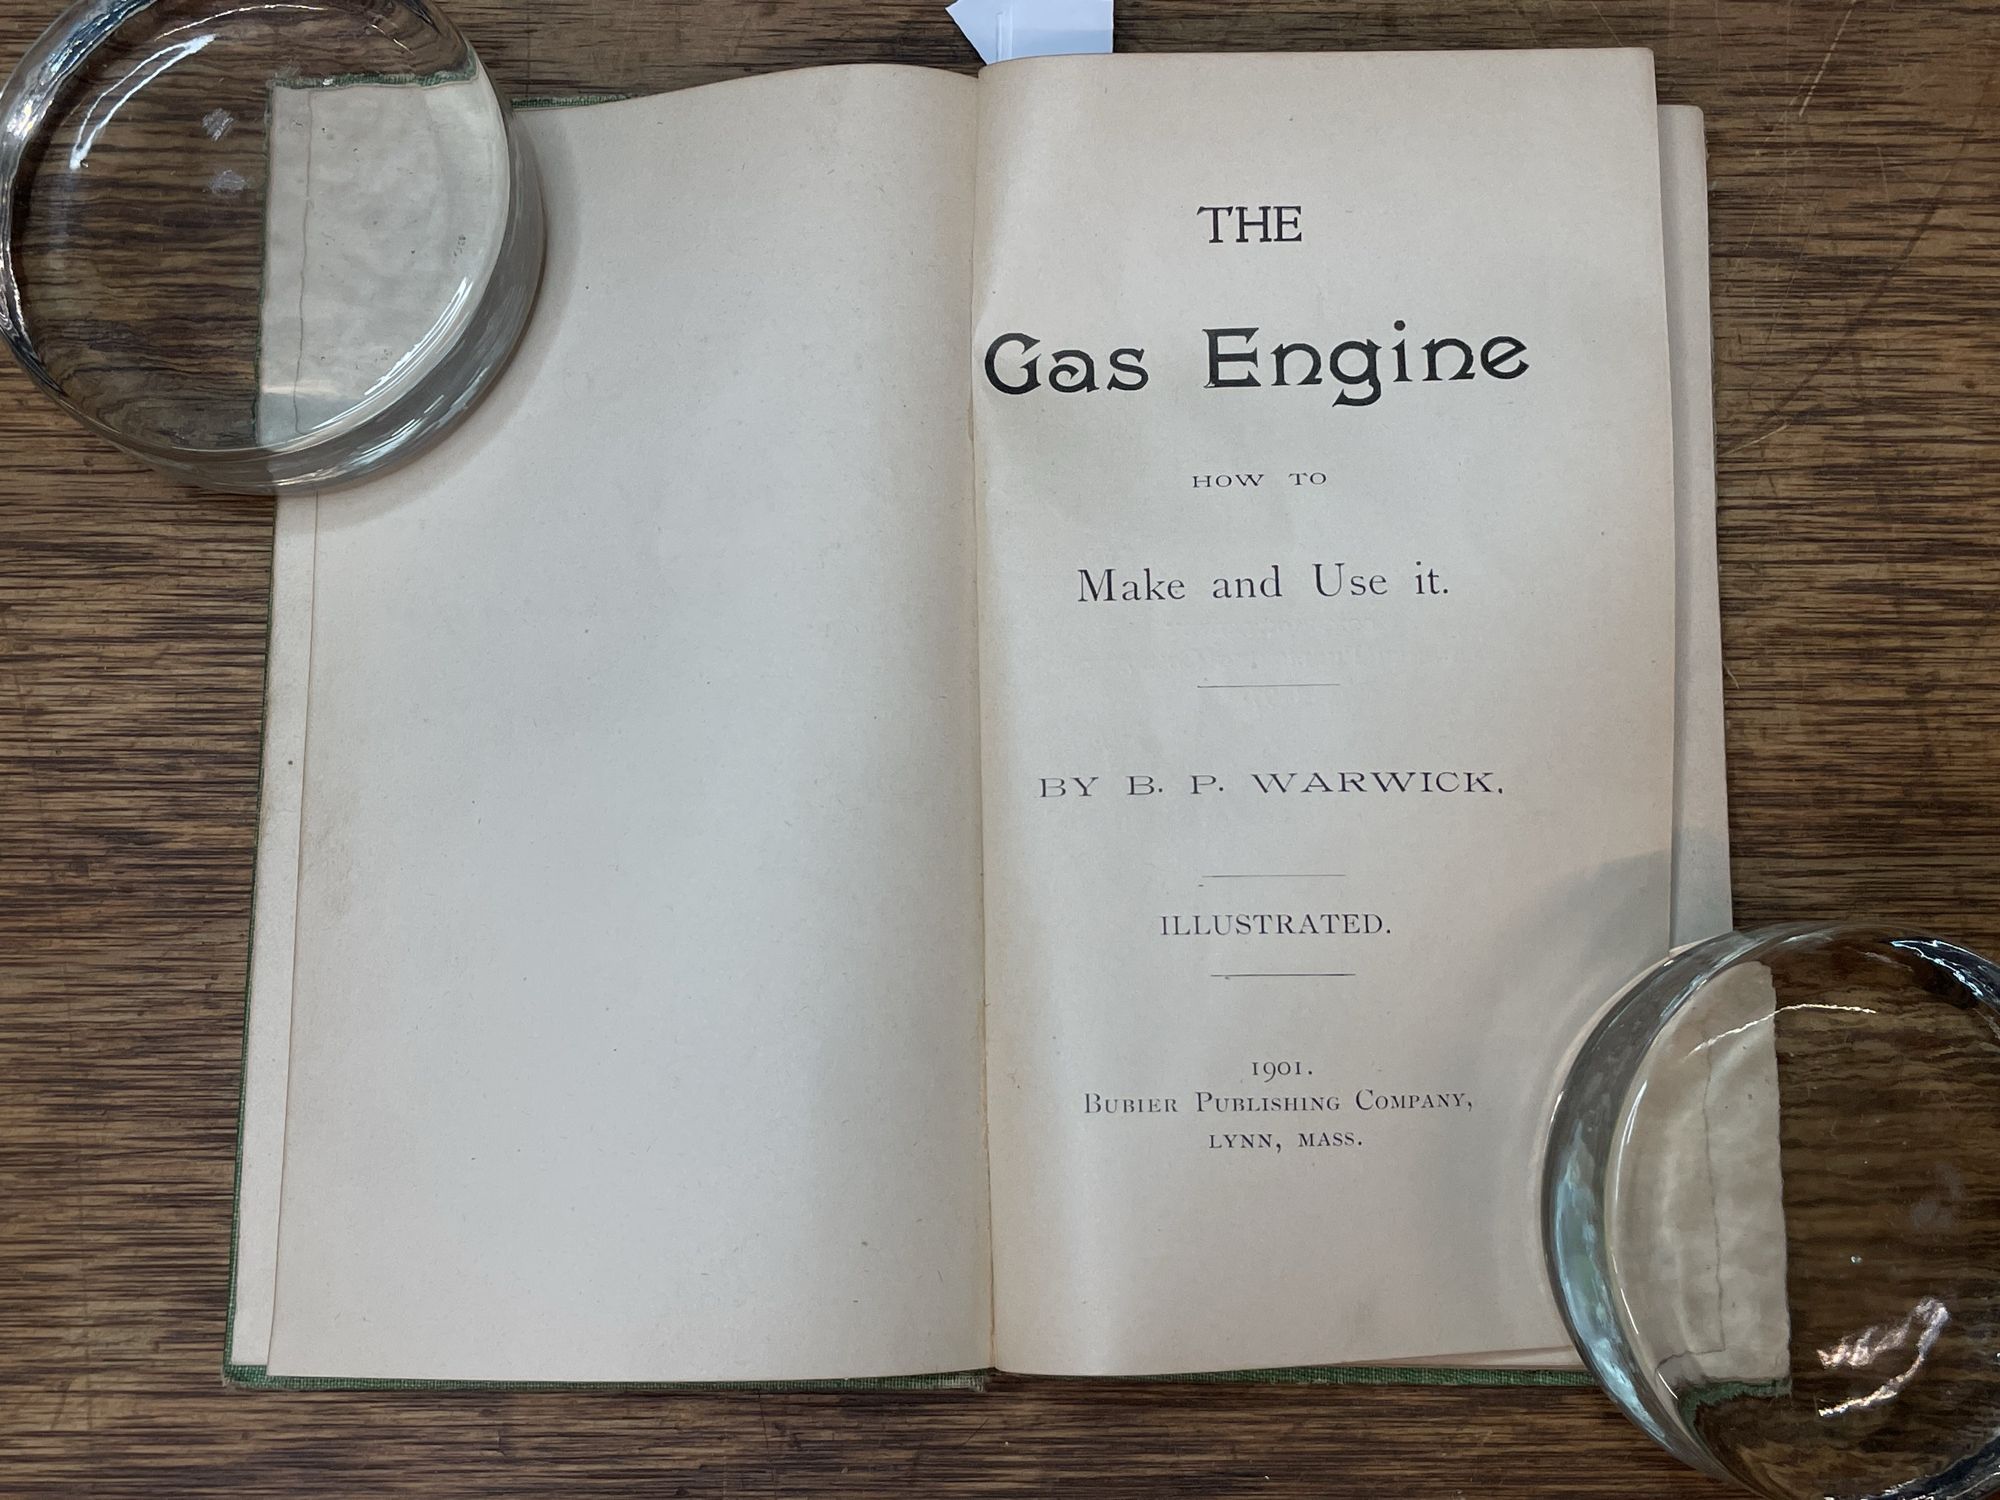 THE
Gas Engine
HOW TO
Make and Use it.
BY B. P. WARWICK.
ILLUSTRATED.
1901.
BUBIER PUBLISHING COMPANY,
LYNN, MASS.